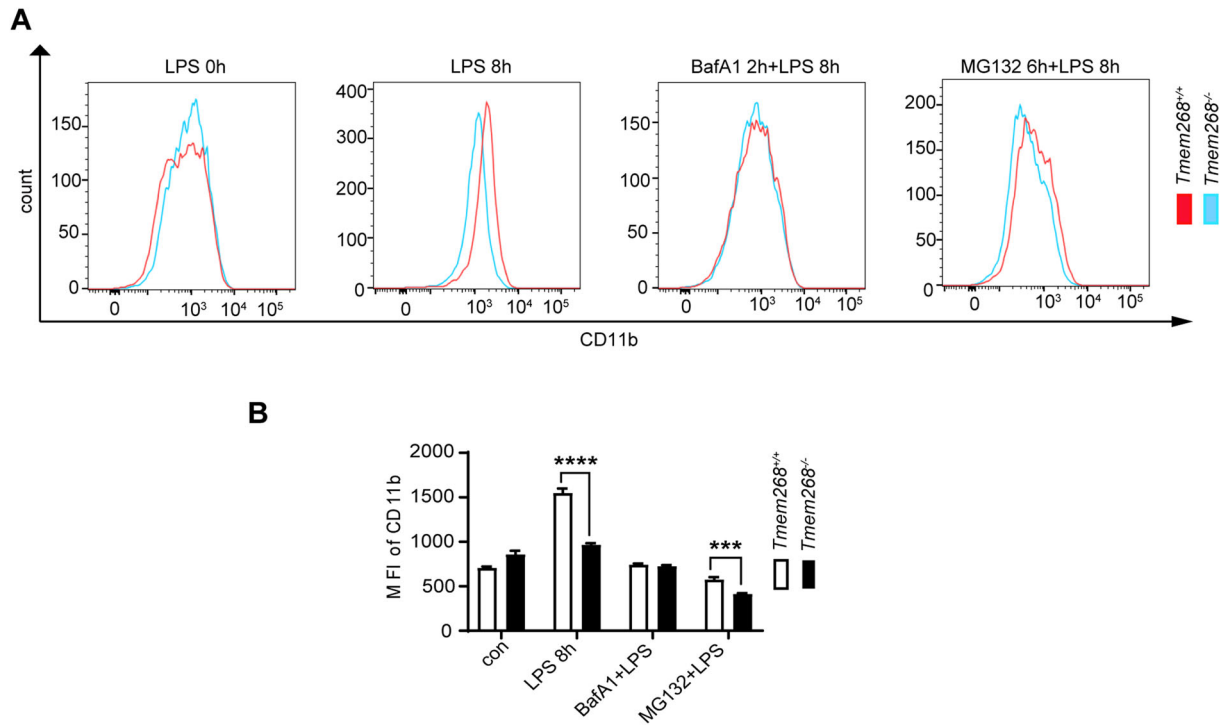 A
LPS 0h
LPS 8h
BafA1 2h+LPS 8h
MG132 6h+LPS 8h
count
150
100
50
0
0 10³ 10⁴ 10⁵
400
300
200
100
0
0 10³ 10⁴ 10⁵
150
100
50
0
0 10³ 10⁴ 10⁵
200
150
100
50
0
0 10³ 10⁴ 10⁵
Tmem268+/+
Tmem268-/-
CD11b
B
MFI of CD11b
2000
1500
1000
500
0
****
***
con
LPS 8h
BafA1+LPS
MG132+LPS
Tmem268+/+
Tmem268-/-